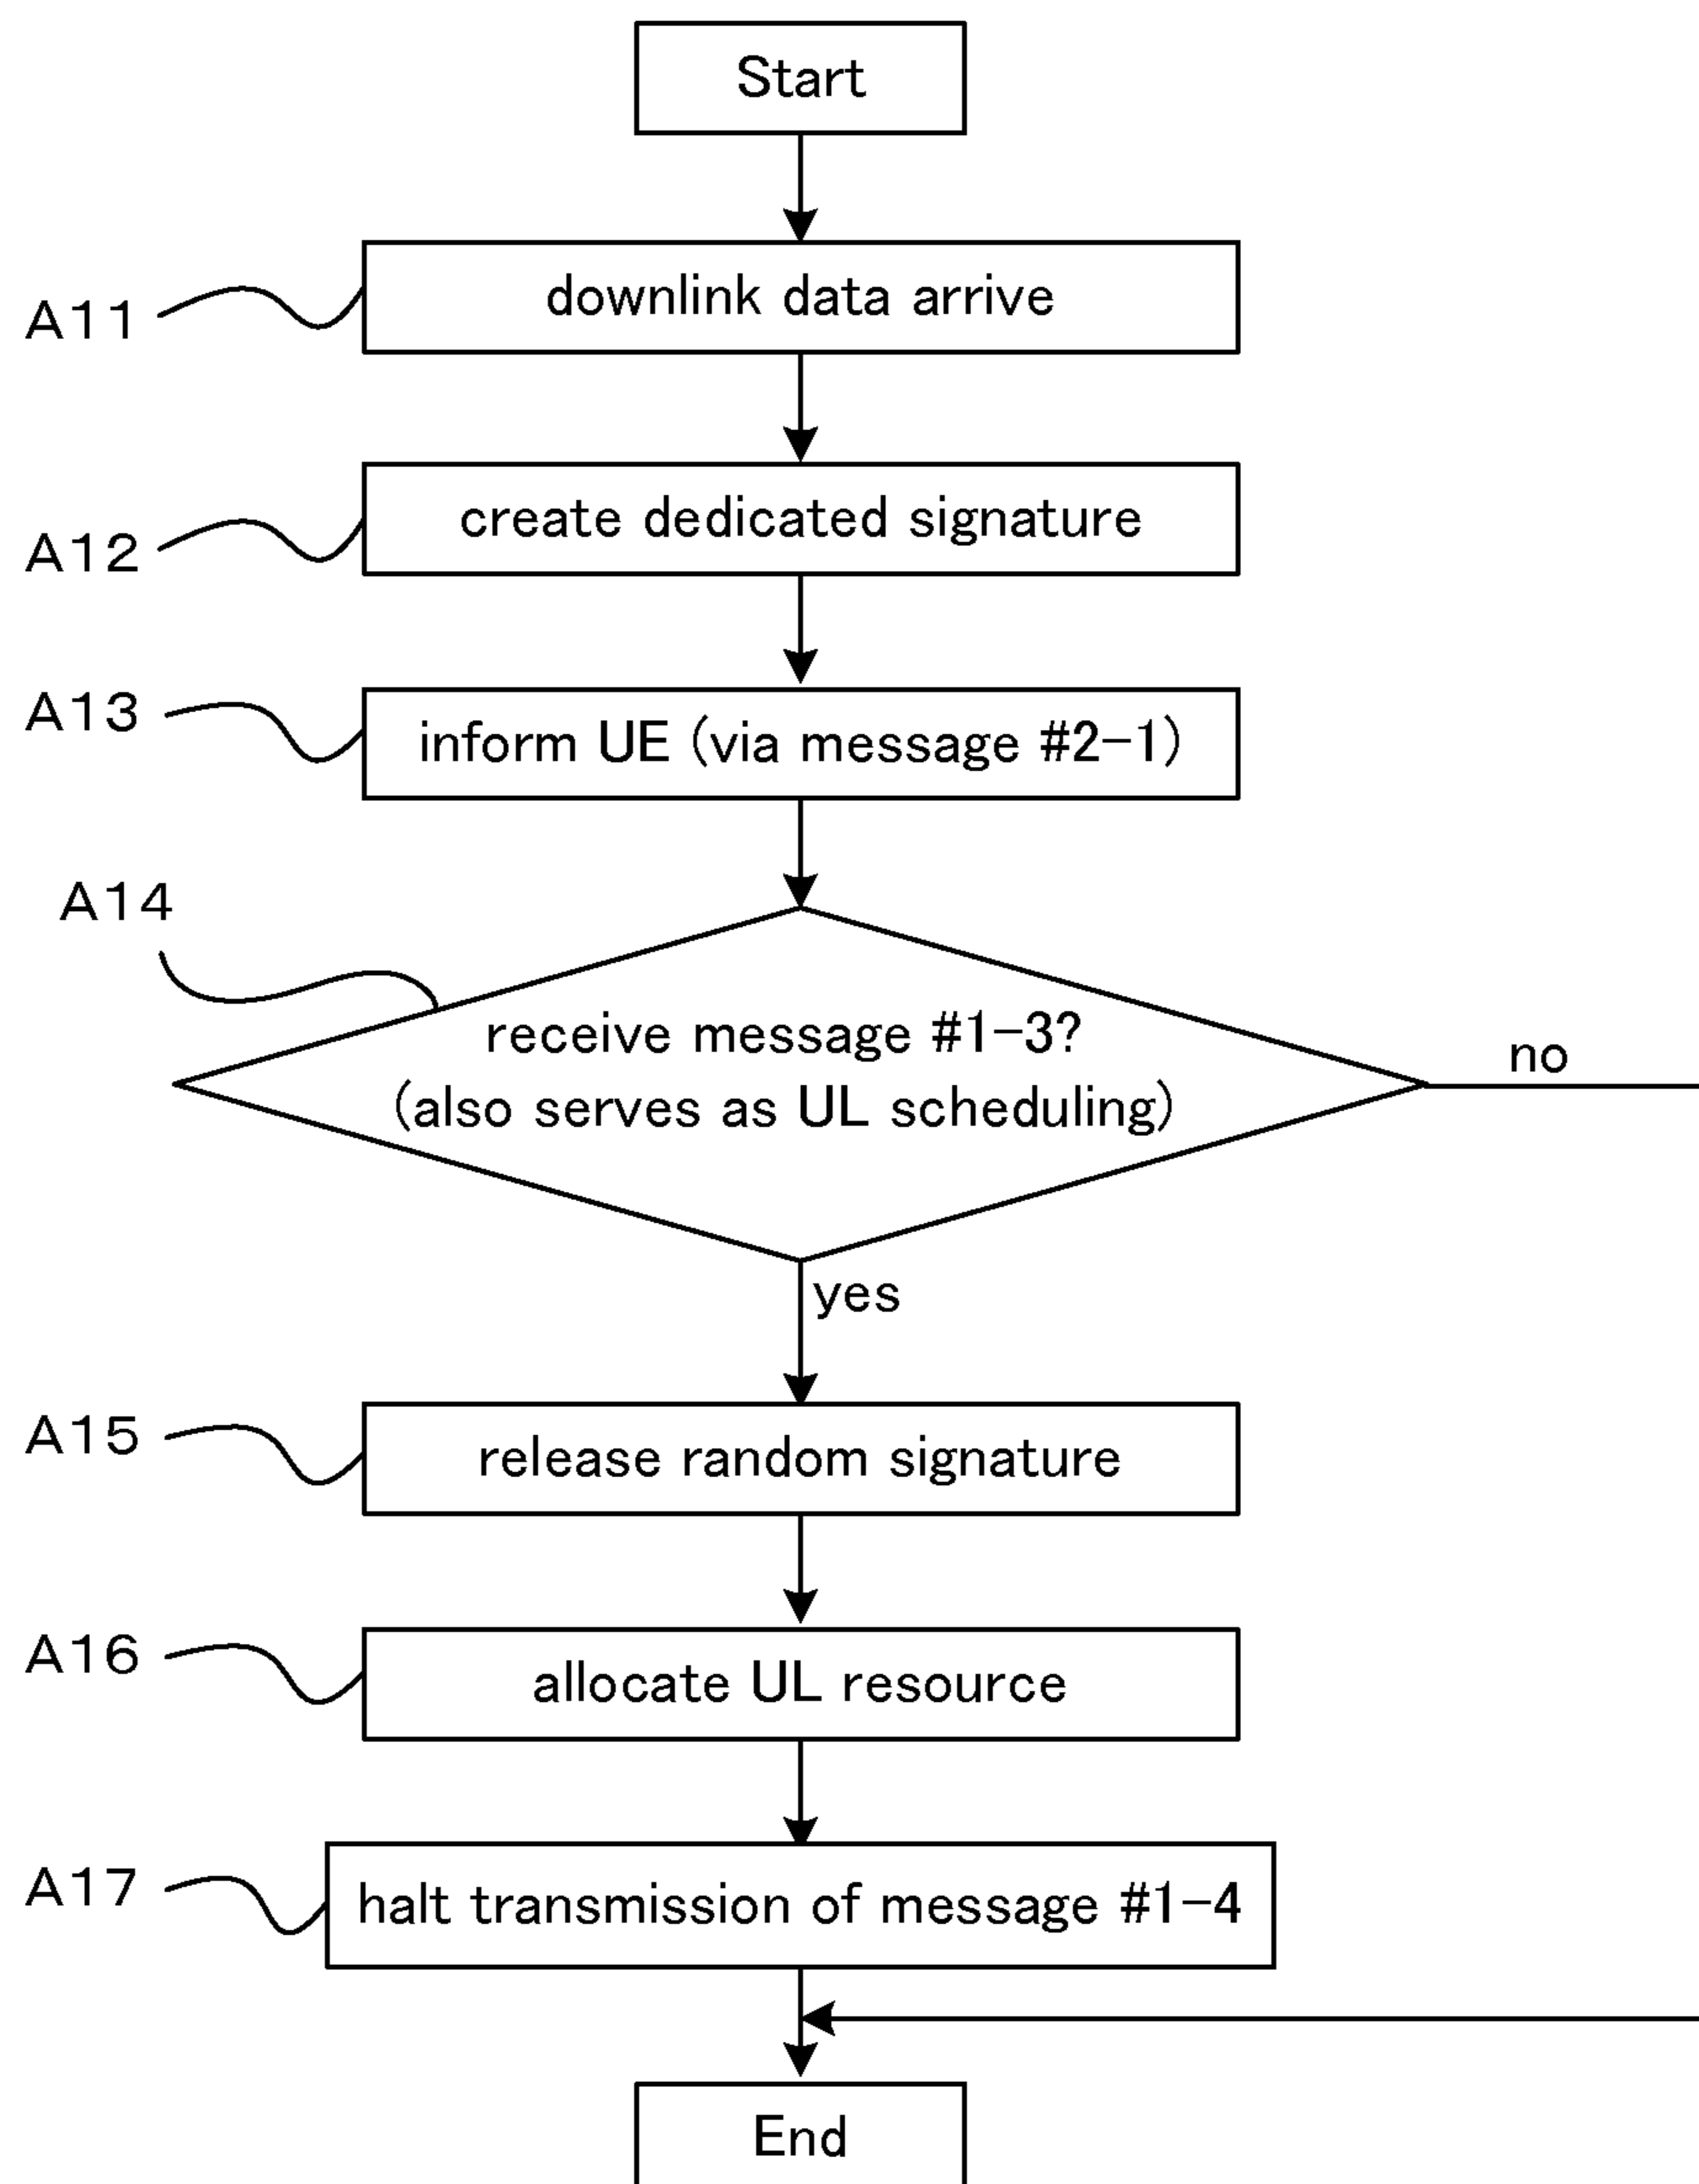 Start
A11
downlink data arrive
A12
create dedicated signature
A13
inform UE (via message #2-1)
A14
receive message #1-3?
(also serves as UL scheduling)
no
yes
A15
release random signature
A16
allocate UL resource
A17
halt transmission of message #1-4
End